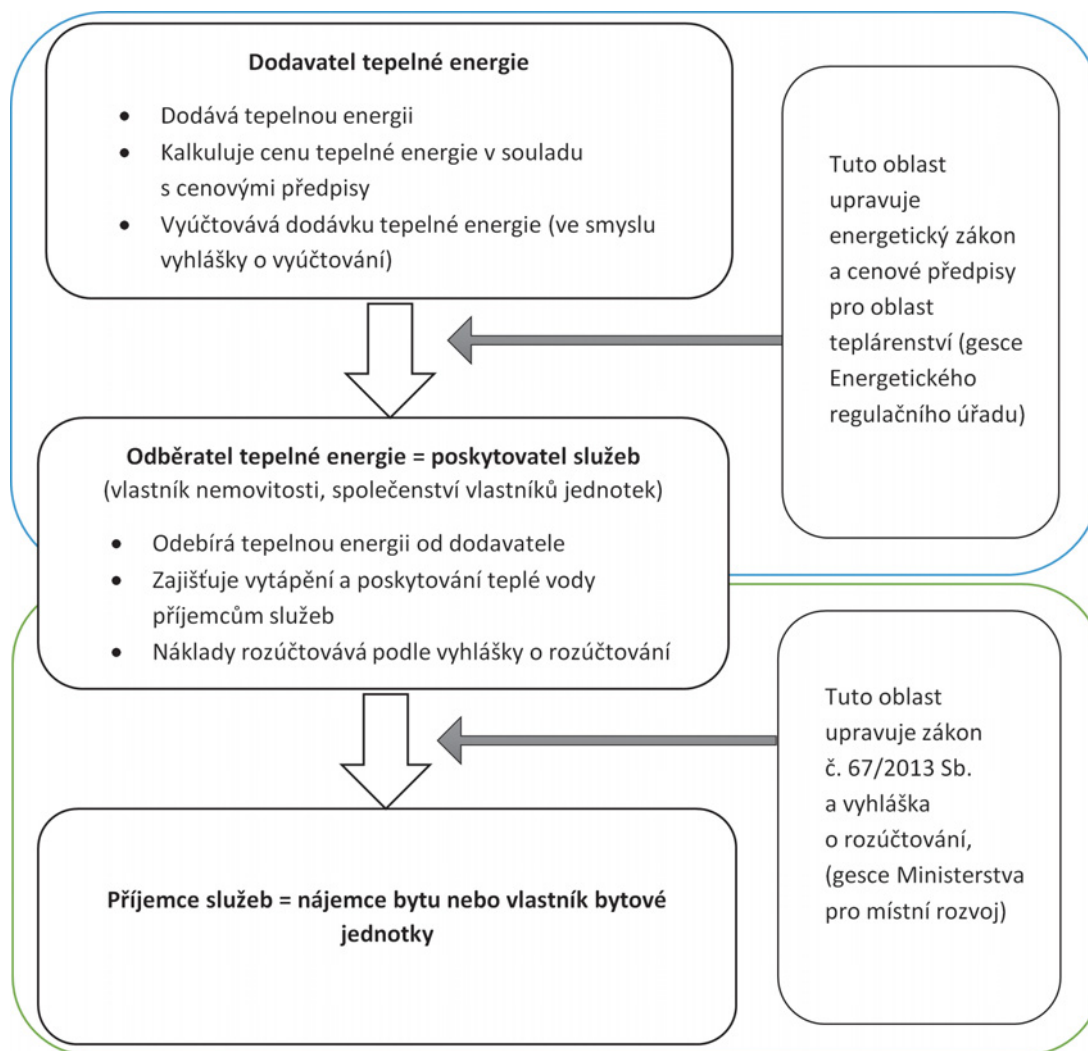 Dodavatel tepelné energie
• Dodává tepelnou energii
• Kalkuluje cenu tepelné energie v souladu
s cenovými předpisy
• Vyúčtovává dodávku tepelné energie (ve smyslu
vyhlášky o vyúčtování)
Tuto oblast
upravuje
energetický zákon
a cenové předpisy
pro oblast
teplárenství (gesce
Energetického
regulačního úřadu)
Odběratel tepelné energie = poskytovatel služeb
(vlastník nemovitosti, společenství vlastníků jednotek)
• Odebírá tepelnou energii od dodavatele
• Zajišťuje vytápění a poskytování teplé vody
příjemcům služeb
• Náklady rozúčtovává podle vyhlášky o rozúčtování
Tuto oblast
upravuje zákon
č. 67/2013 Sb.
a vyhláška
o rozúčtování,
(gesce Ministerstva
pro místní rozvoj)
Příjemce služeb = nájemce bytu nebo vlastník bytové
jednotky